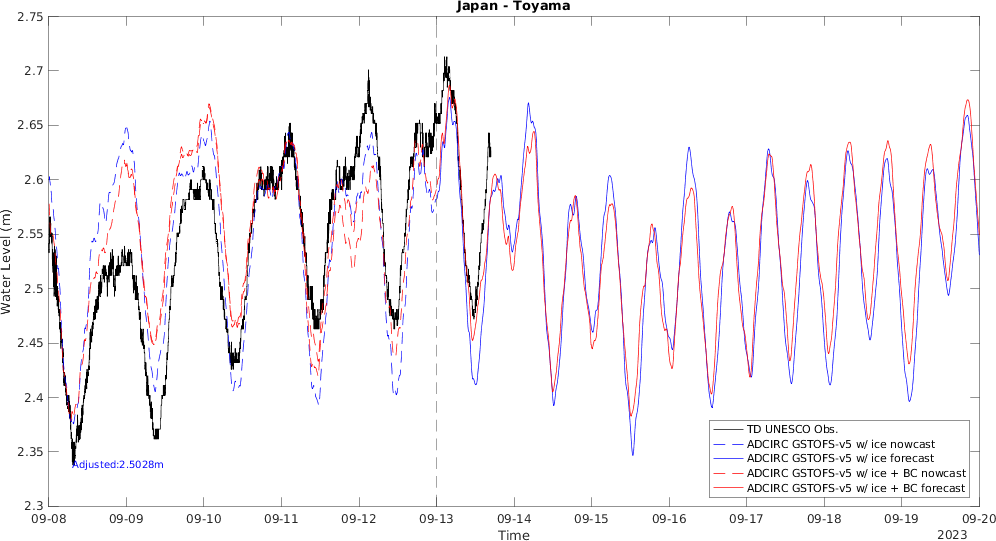 Japan - Toyama
2.75
2.7
2.65
2.6
2.55
2.5
2.45
2.4
2.35
2.3
Water Level (m)
Adjusted:2.5028m
TD UNESCO Obs.
ADCIRC GSTOFS-v5 w/ ice nowcast
ADCIRC GSTOFS-v5 w/ ice forecast
ADCIRC GSTOFS-v5 w/ ice + BC nowcast
ADCIRC GSTOFS-v5 w/ ice + BC forecast
09-08 09-09 09-10 09-11 09-12 09-13 09-14 09-15 09-16 09-17 09-18 09-19 09-20
Time
2023